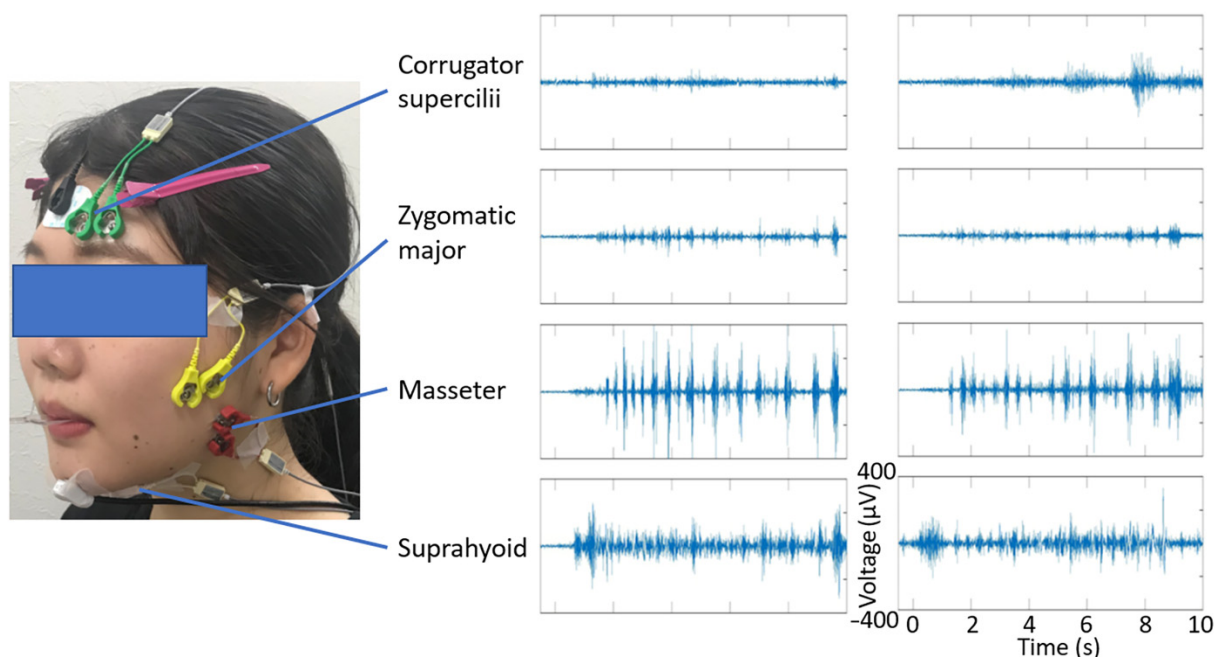 Corrugator
supercilii
Zygomatic
major
Masseter
Suprahyoid
400
Voltage (µV)
−400
0 2 4 6 8 10
Time (s)